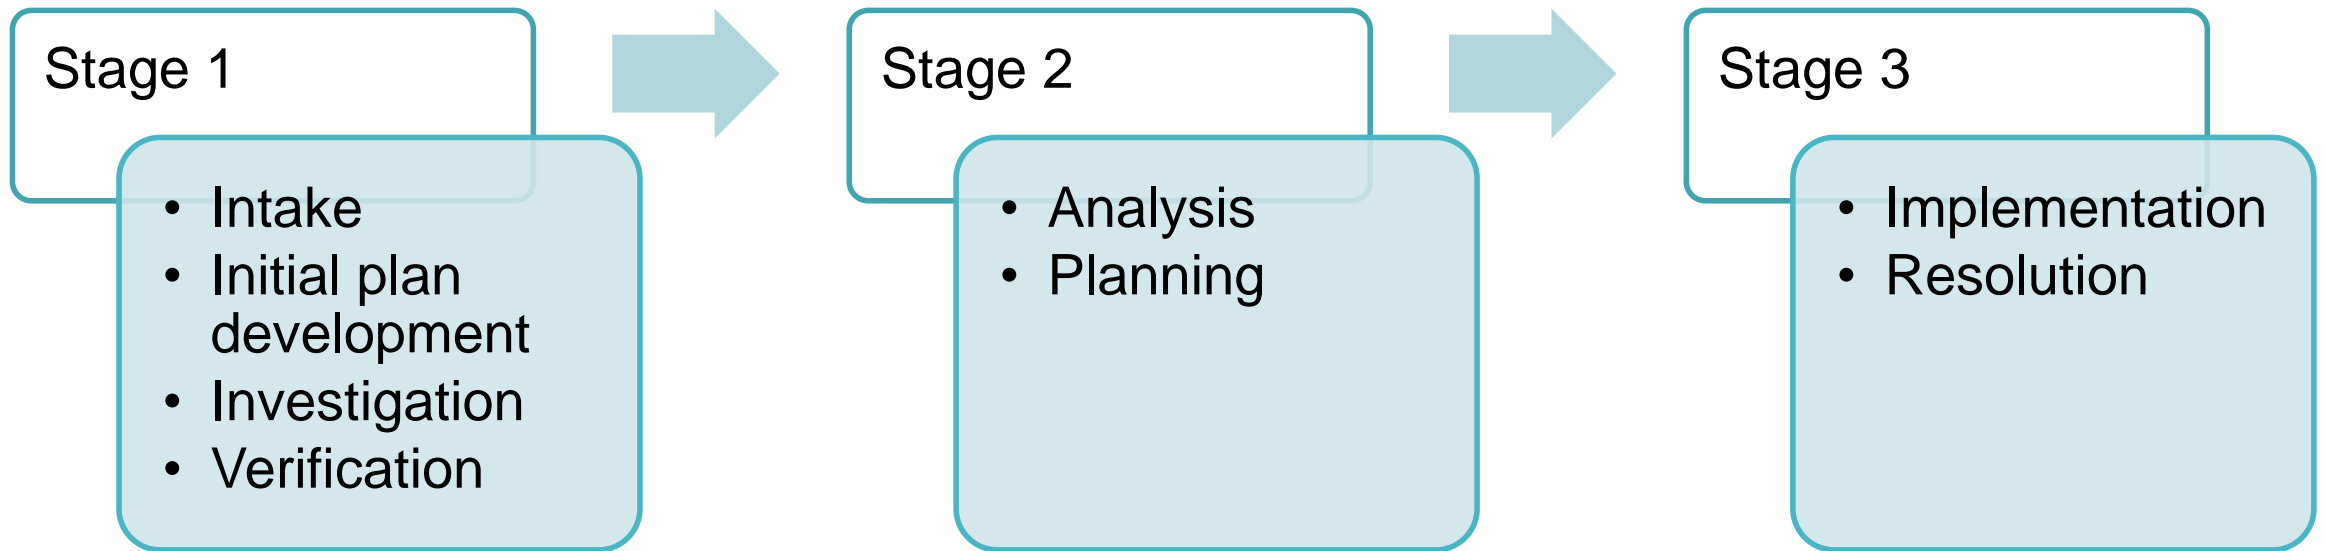 Stage 1
• Intake
• Initial plan
development
• Investigation
• Verification
Stage 2
• Analysis
• Planning
Stage 3
• Implementation
• Resolution